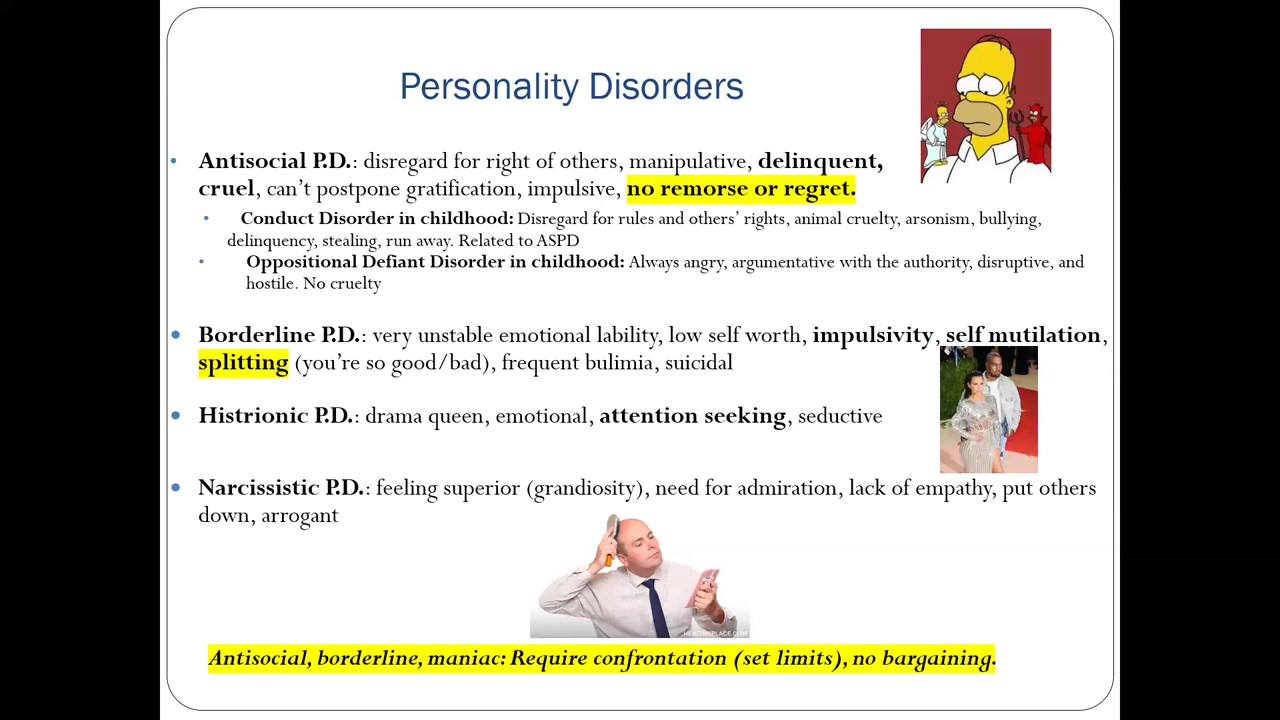 Personality Disorders
• Antisocial P.D.: disregard for right of others, manipulative, delinquent,
cruel, can't postpone gratification, impulsive, no remorse or regret.
• Conduct Disorder in childhood: Disregard for rules and others' rights, animal cruelty, arsonism, bullying,
delinquency, stealing, run away. Related to ASPD
• Oppositional Defiant Disorder in childhood: Always angry, argumentative with the authority, disruptive, and
hostile. No cruelty
• Borderline P.D.: very unstable emotional lability, low self worth, impulsivity, self mutilation,
splitting (you're so good/bad), frequent bulimia, suicidal
• Histrionic P.D.: drama queen, emotional, attention seeking, seductive
• Narcissistic P.D.: feeling superior (grandiosity), need for admiration, lack of empathy, put others
down, arrogant
Antisocial, borderline, maniac: Require confrontation (set limits), no bargaining.